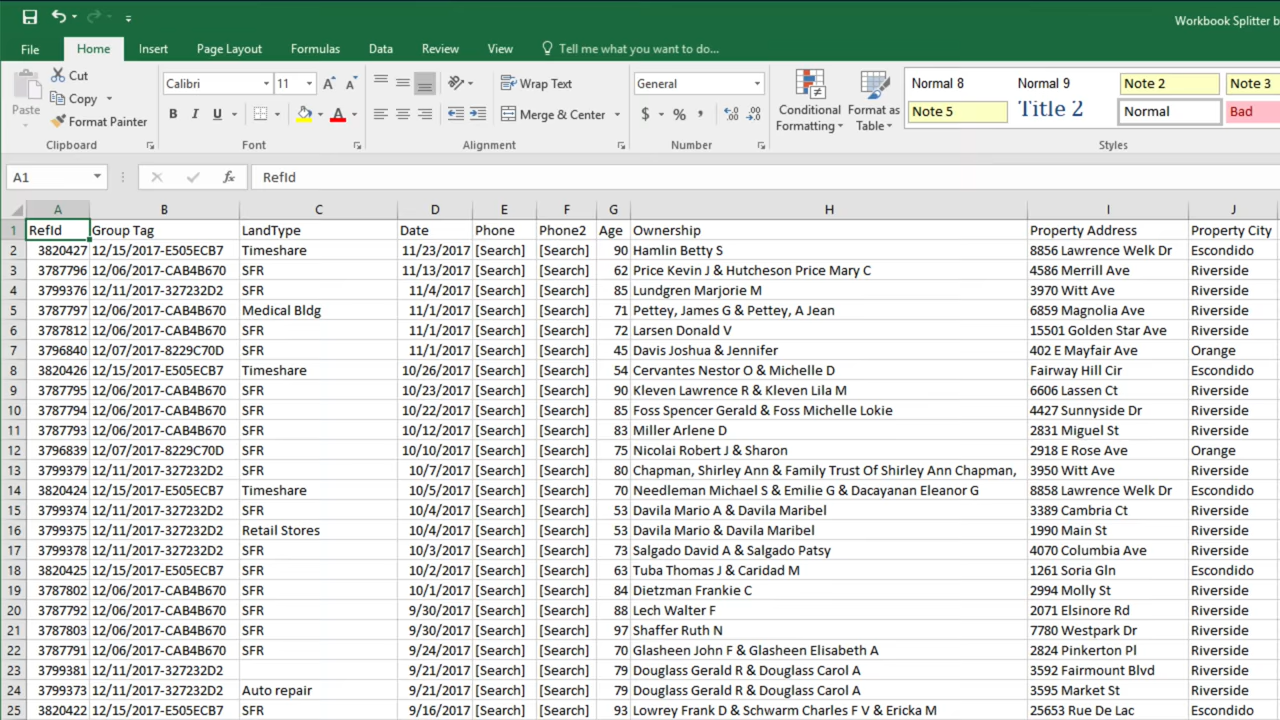 Workbook Splitter b
File Home Insert Page Layout Formulas Data Review View Tell me what you want to do...
Paste Cut Copy Format Painter Clipboard
Calibri 11 A A B I U A Font
Wrap Text Merge & Center Alignment
General $ % , .0 .00 .00 .0 Number
Conditional Formatting Format as Table
Normal 8 Normal 9 Note 2 Note 3
Note 5 Title 2 Normal Bad
Styles
A1 fx RefId
A B C D E F G H I J
1 RefId Group Tag LandType Date Phone Phone2 Age Ownership Property Address Property City
2 3820427 12/15/2017-E505ECB7 Timeshare 11/23/2017 [Search] [Search] 90 Hamlin Betty S 8856 Lawrence Welk Dr Escondido
3 3787796 12/06/2017-CAB4B670 SFR 11/13/2017 [Search] [Search] 62 Price Kevin J & Hutcheson Price Mary C 4586 Merrill Ave Riverside
4 3799376 12/11/2017-327232D2 SFR 11/4/2017 [Search] [Search] 85 Lundgren Marjorie M 3970 Witt Ave Riverside
5 3787797 12/06/2017-CAB4B670 Medical Bldg 11/1/2017 [Search] [Search] 71 Pettey, James G & Pettey, A Jean 6859 Magnolia Ave Riverside
6 3787812 12/06/2017-CAB4B670 SFR 11/1/2017 [Search] [Search] 72 Larsen Donald V 15501 Golden Star Ave Riverside
7 3796840 12/07/2017-8229C70D SFR 11/1/2017 [Search] [Search] 45 Davis Joshua & Jennifer 402 E Mayfair Ave Orange
8 3820426 12/15/2017-E505ECB7 Timeshare 10/26/2017 [Search] [Search] 54 Cervantes Nestor O & Michelle D Fairway Hill Cir Escondido
9 3787795 12/06/2017-CAB4B670 SFR 10/23/2017 [Search] [Search] 90 Kleven Lawrence R & Kleven Lila M 6606 Lassen Ct Riverside
10 3787794 12/06/2017-CAB4B670 SFR 10/22/2017 [Search] [Search] 85 Foss Spencer Gerald & Foss Michelle Lokie 4427 Sunnyside Dr Riverside
11 3787793 12/06/2017-CAB4B670 SFR 10/12/2017 [Search] [Search] 83 Miller Arlene D 2831 Miguel St Riverside
12 3796839 12/07/2017-8229C70D SFR 10/10/2017 [Search] [Search] 75 Nicolai Robert J & Sharon 2918 E Rose Ave Orange
13 3799379 12/11/2017-327232D2 SFR 10/7/2017 [Search] [Search] 80 Chapman, Shirley Ann & Family Trust Of Shirley Ann Chapman, 3950 Witt Ave Riverside
14 3820424 12/15/2017-E505ECB7 Timeshare 10/5/2017 [Search] [Search] 70 Needleman Michael S & Emilie G & Dacayanan Eleanor G 8858 Lawrence Welk Dr Escondido
15 3799374 12/11/2017-327232D2 SFR 10/4/2017 [Search] [Search] 53 Davila Mario A & Davila Maribel 3389 Cambria Ct Riverside
16 3799375 12/11/2017-327232D2 Retail Stores 10/4/2017 [Search] [Search] 53 Davila Mario & Davila Maribel 1990 Main St Riverside
17 3799378 12/11/2017-327232D2 SFR 10/3/2017 [Search] [Search] 73 Salgado David A & Salgado Patsy 4070 Columbia Ave Riverside
18 3820425 12/15/2017-E505ECB7 SFR 10/2/2017 [Search] [Search] 63 Tuba Thomas J & Caridad M 1261 Soria Gln Escondido
19 3787802 12/06/2017-CAB4B670 SFR 10/1/2017 [Search] [Search] 84 Dietzman Frankie C 2994 Molly St Riverside
20 3787792 12/06/2017-CAB4B670 SFR 9/30/2017 [Search] [Search] 88 Lech Walter F 2071 Elsinore Rd Riverside
21 3787803 12/06/2017-CAB4B670 SFR 9/30/2017 [Search] [Search] 97 Shaffer Ruth N 7780 Westpark Dr Riverside
22 3787791 12/06/2017-CAB4B670 SFR 9/24/2017 [Search] [Search] 70 Glasheen John F & Glasheen Elisabeth A 2824 Pinkerton Pl Riverside
23 3799381 12/11/2017-327232D2 9/21/2017 [Search] [Search] 79 Douglass Gerald R & Douglass Carol A 3592 Fairmount Blvd Riverside
24 3799373 12/11/2017-327232D2 Auto repair 9/21/2017 [Search] [Search] 79 Douglass Gerald R & Douglass Carol A 3595 Market St Riverside
25 3820422 12/15/2017-E505ECB7 SFR 9/16/2017 [Search] [Search] 93 Lowrey Frank D & Schwarm Charles F V & Ericka M 25653 Rue De Lac Escondido